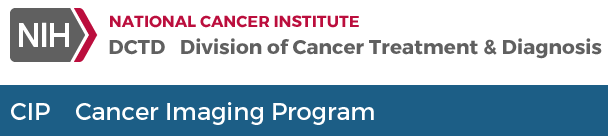 NIH
NATIONAL CANCER INSTITUTE
DCTD Division of Cancer Treatment & Diagnosis
CIP Cancer Imaging Program